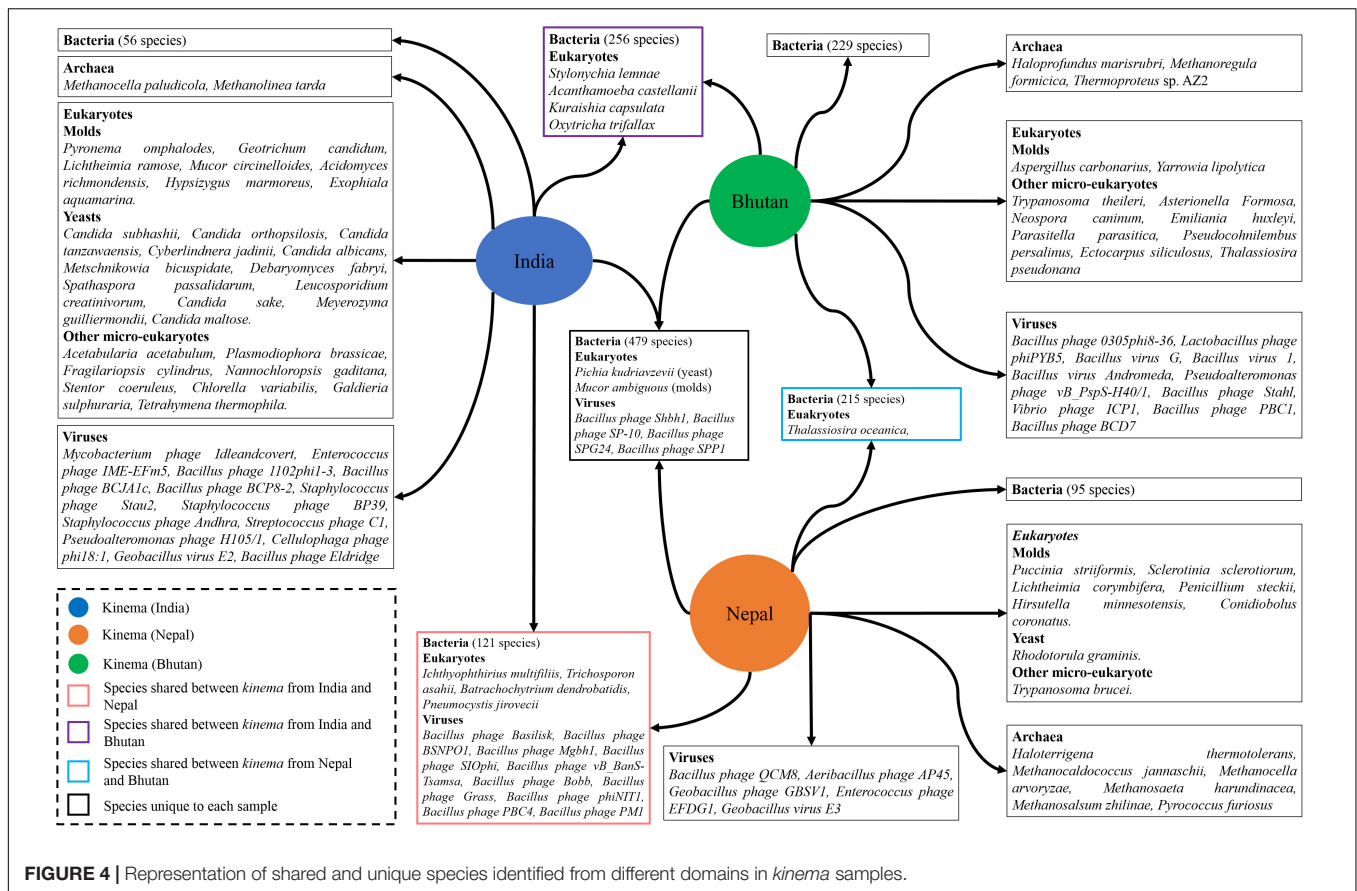 Bacteria (56 species)
Archaea
Methanocella paludicola, Methanolinea tarda
Eukaryotes
Molds
Pyronema omphalodes, Geotrichum candidum,
Lichtheimia ramose, Mucor circinelloides, Acidomyces
richmondensis, Hypsizygus marmoreus, Exophiala
aquamarina.
Yeasts
Candida subhashii, Candida orthopsilosis, Candida
tanzawaensis, Cyberlindnera jadinii, Candida albicans,
Metschnikowia bicuspidate, Debaryomyces fabryi,
Spathaspora passalidarum, Leucosporidium
creatinivorum, Candida sake, Meyerozyma
guilliermondii, Candida maltose.
Other micro-eukaryotes
Acetabularia acetabulum, Plasmodiophora brassicae,
Fragilariopsis cylindrus, Nannochloropsis gaditana,
Stentor coeruleus, Chlorella variabilis, Galdieria
sulphuraria, Tetrahymena thermophila.
Viruses
Mycobacterium phage Idleandcovert, Enterococcus
phage IME-EFm5, Bacillus phage 1102phi1-3, Bacillus
phage BCJA1c, Bacillus phage BCP8-2, Staphylococcus
phage Stau2, Staphylococcus phage BP39,
Staphylococcus phage Andhra, Streptococcus phage C1,
Pseudoalteromonas phage H105/1, Cellulophaga phage
phi18:1, Geobacillus virus E2, Bacillus phage Eldridge
Kinema (India)
Kinema (Nepal)
Kinema (Bhutan)
Species shared between kinema from India and
Nepal
Species shared between kinema from India and
Bhutan
Species shared between kinema from Nepal
and Bhutan
Species unique to each sample
Bacteria (256 species)
Eukaryotes
Stylonychia lemnae
Acanthamoeba castellanii
Kuraishia capsulata
Oxytricha trifallax
India
Bacteria (479 species)
Eukaryotes
Pichia kudriavzevii (yeast)
Mucor ambiguous (molds)
Viruses
Bacillus phage Shbh1, Bacillus
phage SP-10, Bacillus phage
SPG24, Bacillus phage SPP1
Bacteria (121 species)
Eukaryotes
Ichthyophthirius multifiliis, Trichosporon
asahii, Batrachochytrium dendrobatidis,
Pneumocystis jirovecii
Viruses
Bacillus phage Basilisk, Bacillus phage
BSNPO1, Bacillus phage Mgbh1, Bacillus
phage SIOphi, Bacillus phage vB_BanS-
Tsamsa, Bacillus phage Bobb, Bacillus
phage Grass, Bacillus phage phiNIT1,
Bacillus phage PBC4, Bacillus phage PM1
Bacteria (229 species)
Bhutan
Bacteria (215 species)
Euakryotes
Thalassiosira oceanica,
Nepal
Viruses
Bacillus phage QCM8, Aeribacillus phage AP45,
Geobacillus phage GBSV1, Enterococcus phage
EFDG1, Geobacillus virus E3
Archaea
Haloprofundus marisrubri, Methanoregula
formicica, Thermoproteus sp. AZ2
Eukaryotes
Molds
Aspergillus carbonarius, Yarrowia lipolytica
Other micro-eukaryotes
Trypanosoma theileri, Asterionella Formosa,
Neospora caninum, Emiliania huxleyi,
Parasitella parasitica, Pseudocohnilembus
persalinus, Ectocarpus siliculosus, Thalassiosira
pseudonana
Viruses
Bacillus phage 0305phi8-36, Lactobacillus phage
phiPYB5, Bacillus virus G, Bacillus virus 1,
Bacillus virus Andromeda, Pseudoalteromonas
phage vB_PspS-H40/1, Bacillus phage Stahl,
Vibrio phage ICP1, Bacillus phage PBC1,
Bacillus phage BCD7
Bacteria (95 species)
Eukaryotes
Molds
Puccinia striiformis, Sclerotinia sclerotiorum,
Lichtheimia corymbifera, Penicillium steckii,
Hirsutella minnesotensis, Conidiobolus
coronatus.
Yeast
Rhodotorula graminis.
Other micro-eukaryote
Trypanosoma brucei.
Archaea
Haloterrigena thermotolerans,
Methanocaldococcus jannaschii, Methanocella
arvoryzae, Methanosaeta harundinacea,
Methanosalsum zhilinae, Pyrococcus furiosus
FIGURE 4 | Representation of shared and unique species identified from different domains in kinema samples.